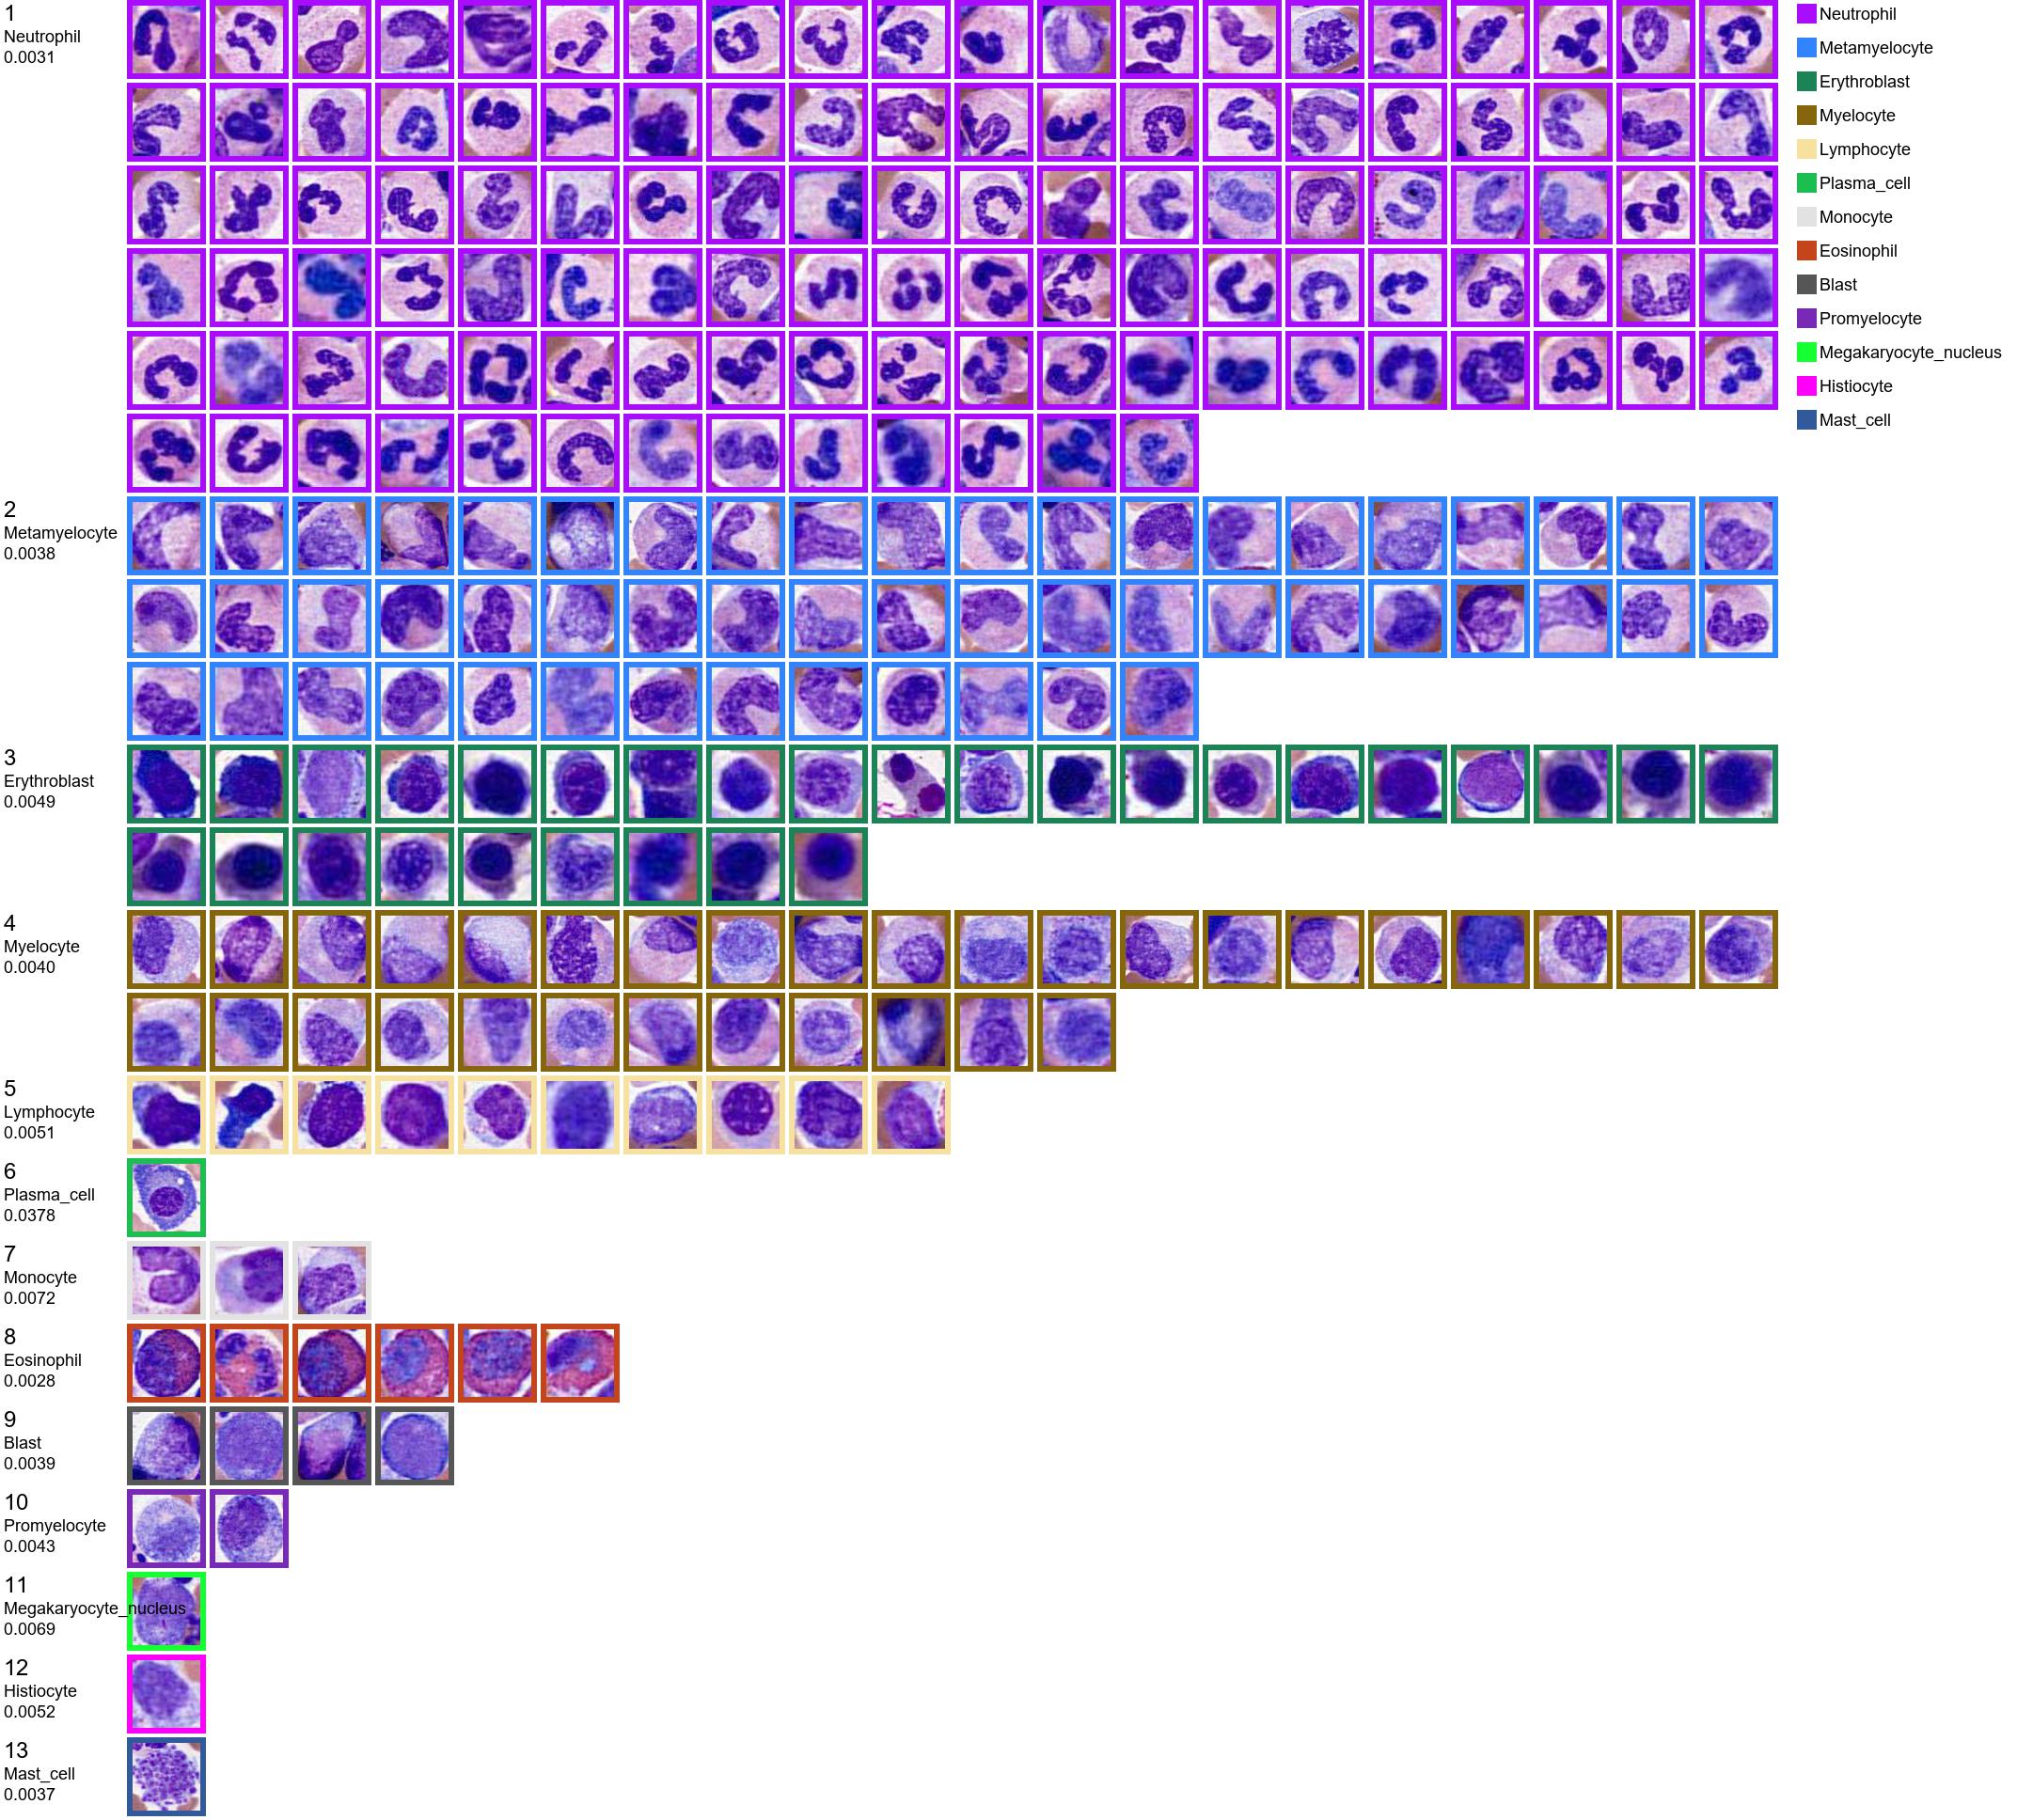 1
Neutrophil
0.0031
2
Metamyelocyte
0.0038
3
Erythroblast
0.0049
4
Myelocyte
0.0040
5
Lymphocyte
0.0051
6
Plasma_cell
0.0378
7
Monocyte
0.0072
8
Eosinophil
0.0028
9
Blast
0.0039
10
Promyelocyte
0.0043
11
Megakaryocyte_nucleus
0.0069
12
Histiocyte
0.0052
13
Mast_cell
0.0037
Neutrophil
Metamyelocyte
Erythroblast
Myelocyte
Lymphocyte
Plasma_cell
Monocyte
Eosinophil
Blast
Promyelocyte
Megakaryocyte_nucleus
Histiocyte
Mast_cell